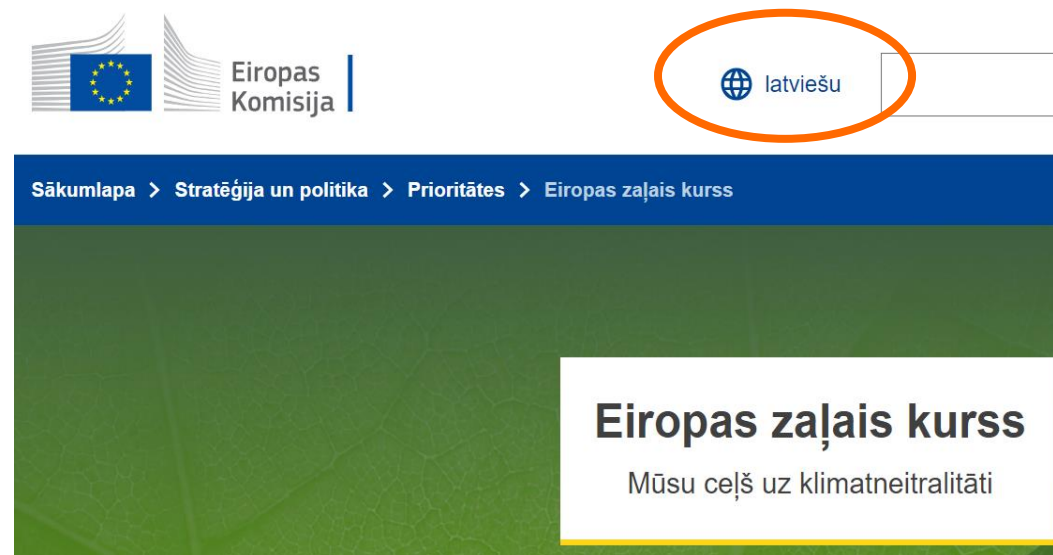 Eiropas
Komisija
latviešu
Sākumlapa > Stratēģija un politika > Prioritātes > Eiropas zaļais kurss
Eiropas zaļais kurss
Mūsu ceļš uz klimatneitralitāti